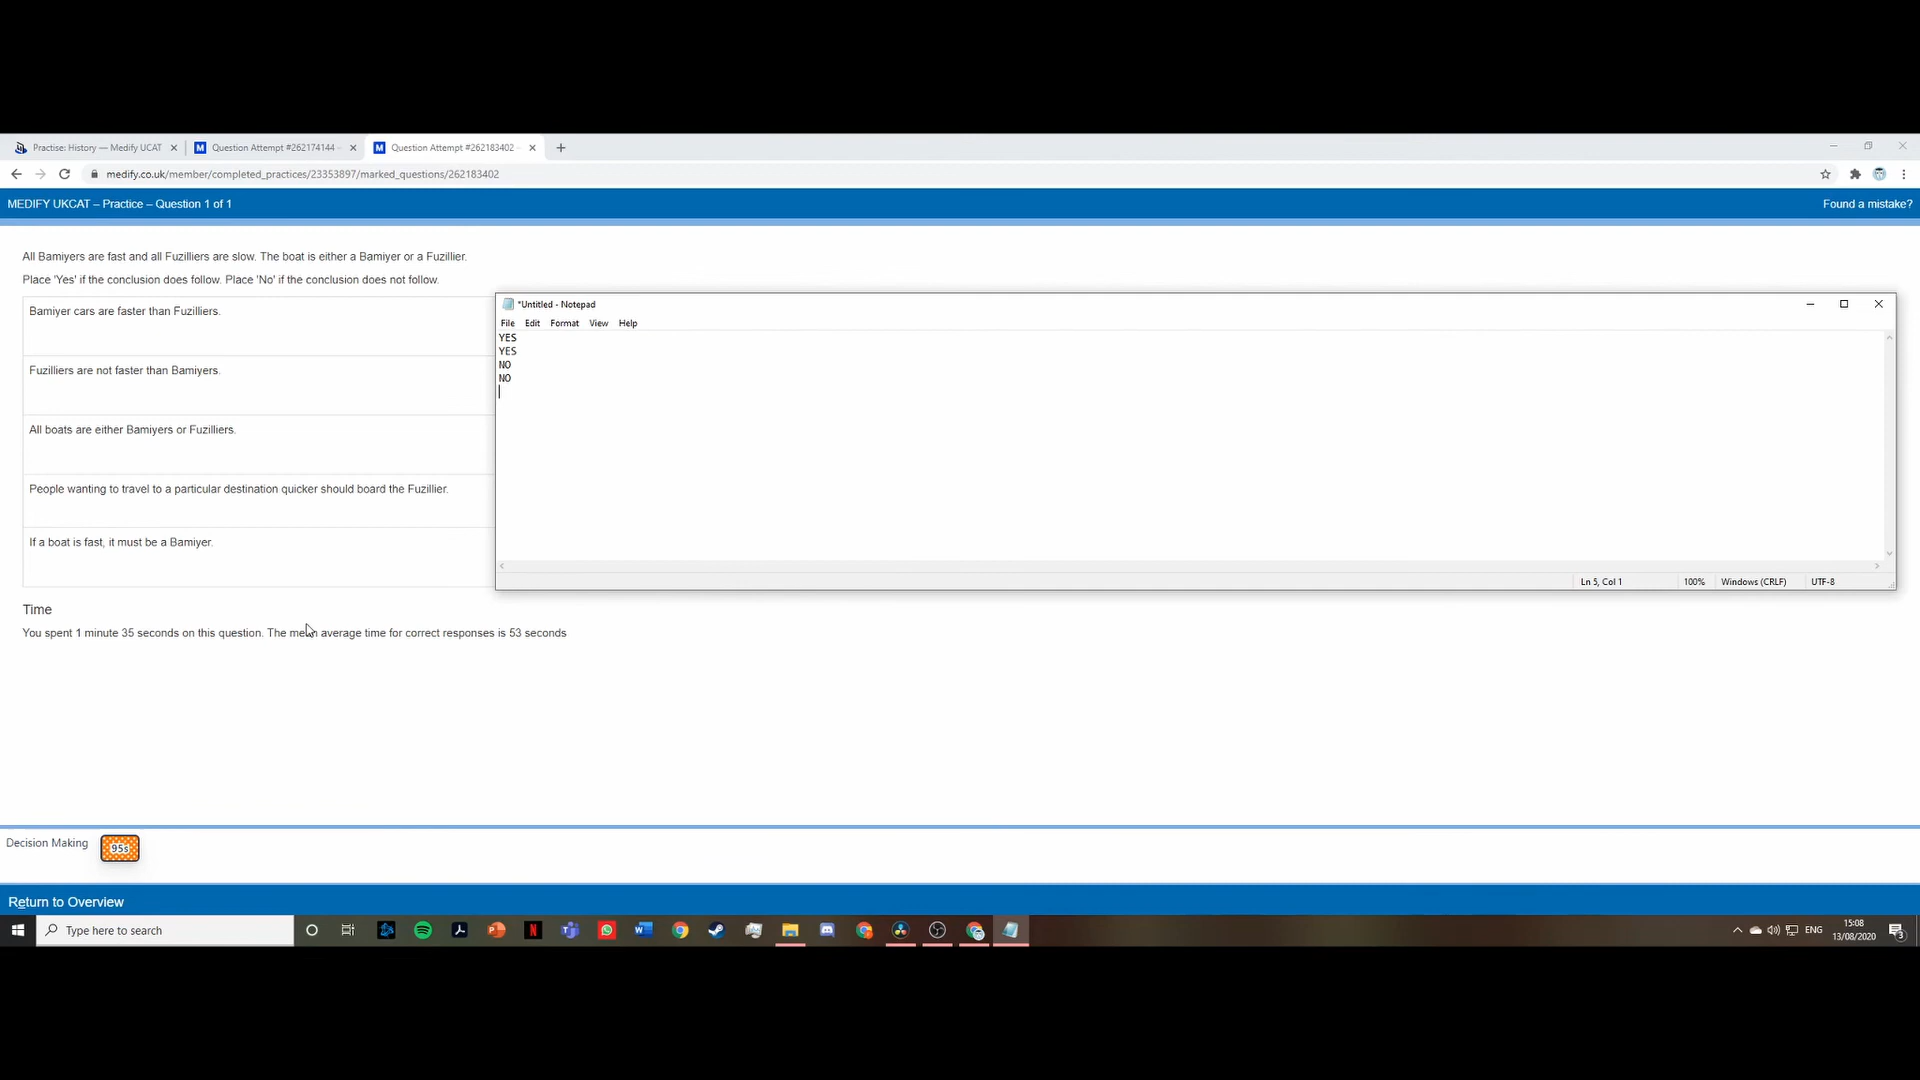 Practise: History — Medify UCAT
Question Attempt #262174144 -
Question Attempt #262183402 -
medify.co.uk/member/completed_practices/23353897/marked_questions/262183402
MEDIFY UKCAT – Practice – Question 1 of 1
Found a mistake?
All Bamiyers are fast and all Fuzilliers are slow. The boat is either a Bamiyer or a Fuzillier.
Place 'Yes' if the conclusion does follow. Place 'No' if the conclusion does not follow.
Bamiyer cars are faster than Fuzilliers.
Fuzilliers are not faster than Bamiyers.
All boats are either Bamiyers or Fuzilliers.
People wanting to travel to a particular destination quicker should board the Fuzillier.
If a boat is fast, it must be a Bamiyer.
*Untitled - Notepad
File Edit Format View Help
YES
YES
NO
NO
Ln 5, Col 1 100% Windows (CRLF) UTF-8
Time
You spent 1 minute 35 seconds on this question. The mean average time for correct responses is 53 seconds
Decision Making
95s
Return to Overview
Type here to search
ENG
15:08
13/08/2020
3